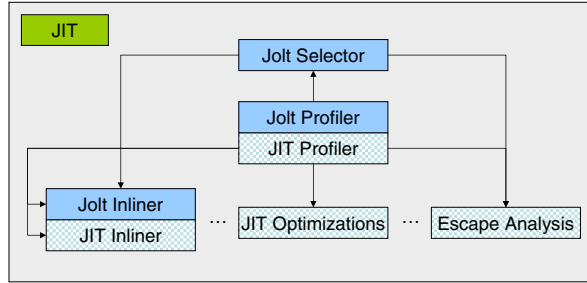 JIT
Jolt Selector
Jolt Profiler
JIT Profiler
Jolt Inliner
JIT Inliner
...
JIT Optimizations
...
Escape Analysis